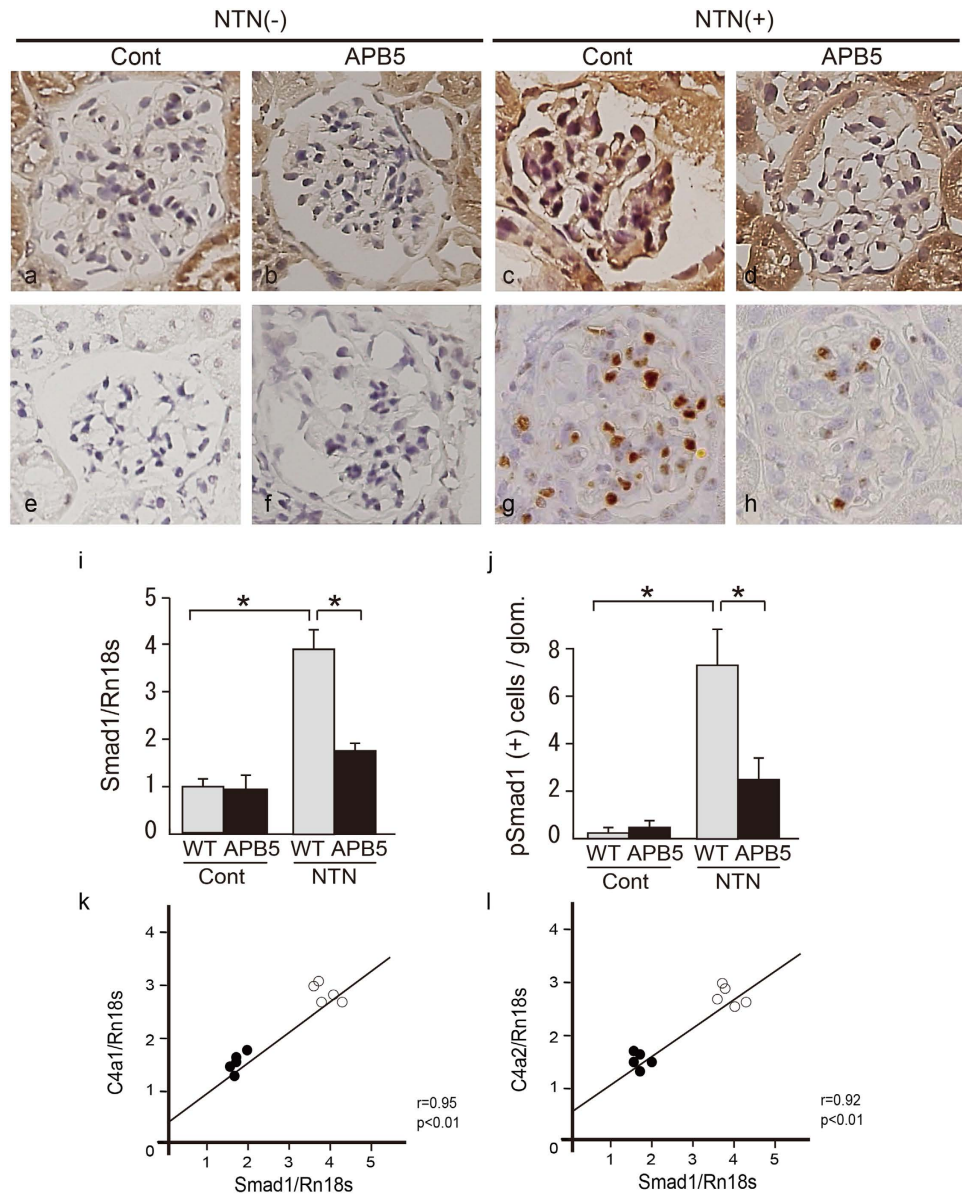 NTN(-) NTN(+)
Cont APB5 Cont APB5
a b c d
e f g h
i
Smad1/Rn18s
5
4
3
2
1
0
*
*
WT APB5 WT APB5
Cont NTN
j
pSmad1 (+) cells / glom.
8
6
4
2
0
*
*
WT APB5 WT APB5
Cont NTN
k
C4a1/Rn18s
4
3
2
1
0
1 2 3 4 5
Smad1/Rn18s
r=0.95
p<0.01
l
C4a2/Rn18s
4
3
2
1
0
1 2 3 4 5
Smad1/Rn18s
r=0.92
p<0.01